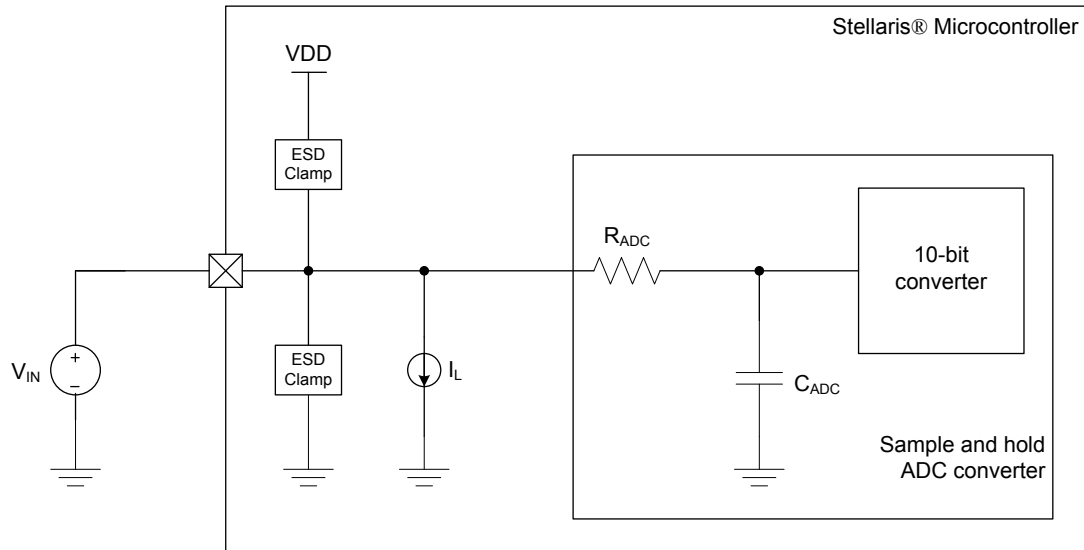 Stellaris® Microcontroller
VDD
ESD
Clamp
RADC
10-bit
converter
VIN
+
–
ESD
Clamp
IL
CADC
Sample and hold
ADC converter